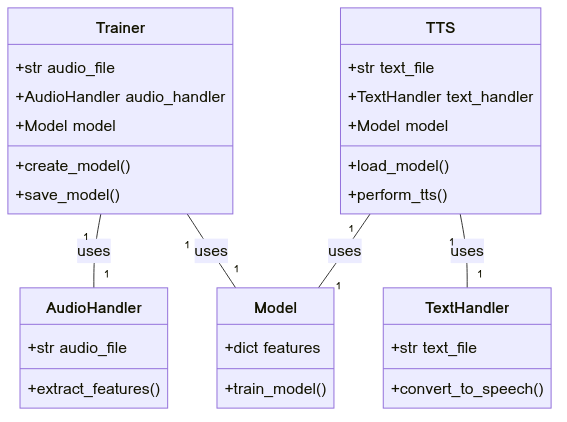 Trainer
+str audio_file
+AudioHandler audio_handler
+Model model
+create_model()
+save_model()
TTS
+str text_file
+TextHandler text_handler
+Model model
+load_model()
+perform_tts()
1
uses
1
1
uses
1
1
uses
1
1
uses
1
AudioHandler
+str audio_file
+extract_features()
Model
+dict features
+train_model()
TextHandler
+str text_file
+convert_to_speech()